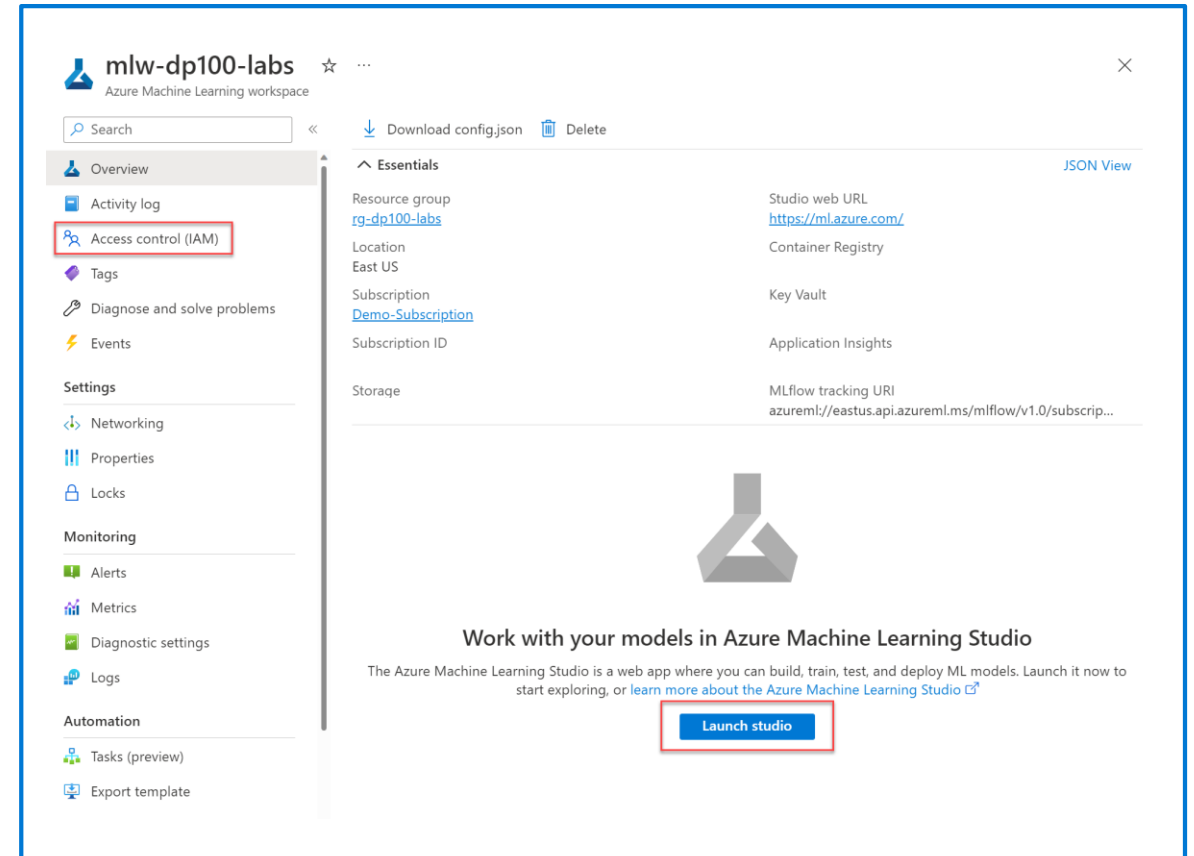 mlw-dp100-labs
Azure Machine Learning workspace
Search
Overview
Activity log
Access control (IAM)
Tags
Diagnose and solve problems
Events
Settings
Networking
Properties
Locks
Monitoring
Alerts
Metrics
Diagnostic settings
Logs
Automation
Tasks (preview)
Export template
Download config.json
Delete
Essentials
JSON View
Resource group
rg-dp100-labs
Location
East US
Subscription
Demo-Subscription
Subscription ID
Storage
Studio web URL
https://ml.azure.com/
Container Registry
Key Vault
Application Insights
MLflow tracking URI
azureml://eastus.api.azureml.ms/mlflow/v1.0/subscrip...
Work with your models in Azure Machine Learning Studio
The Azure Machine Learning Studio is a web app where you can build, train, test, and deploy ML models. Launch it now to
start exploring, or learn more about the Azure Machine Learning Studio
Launch studio